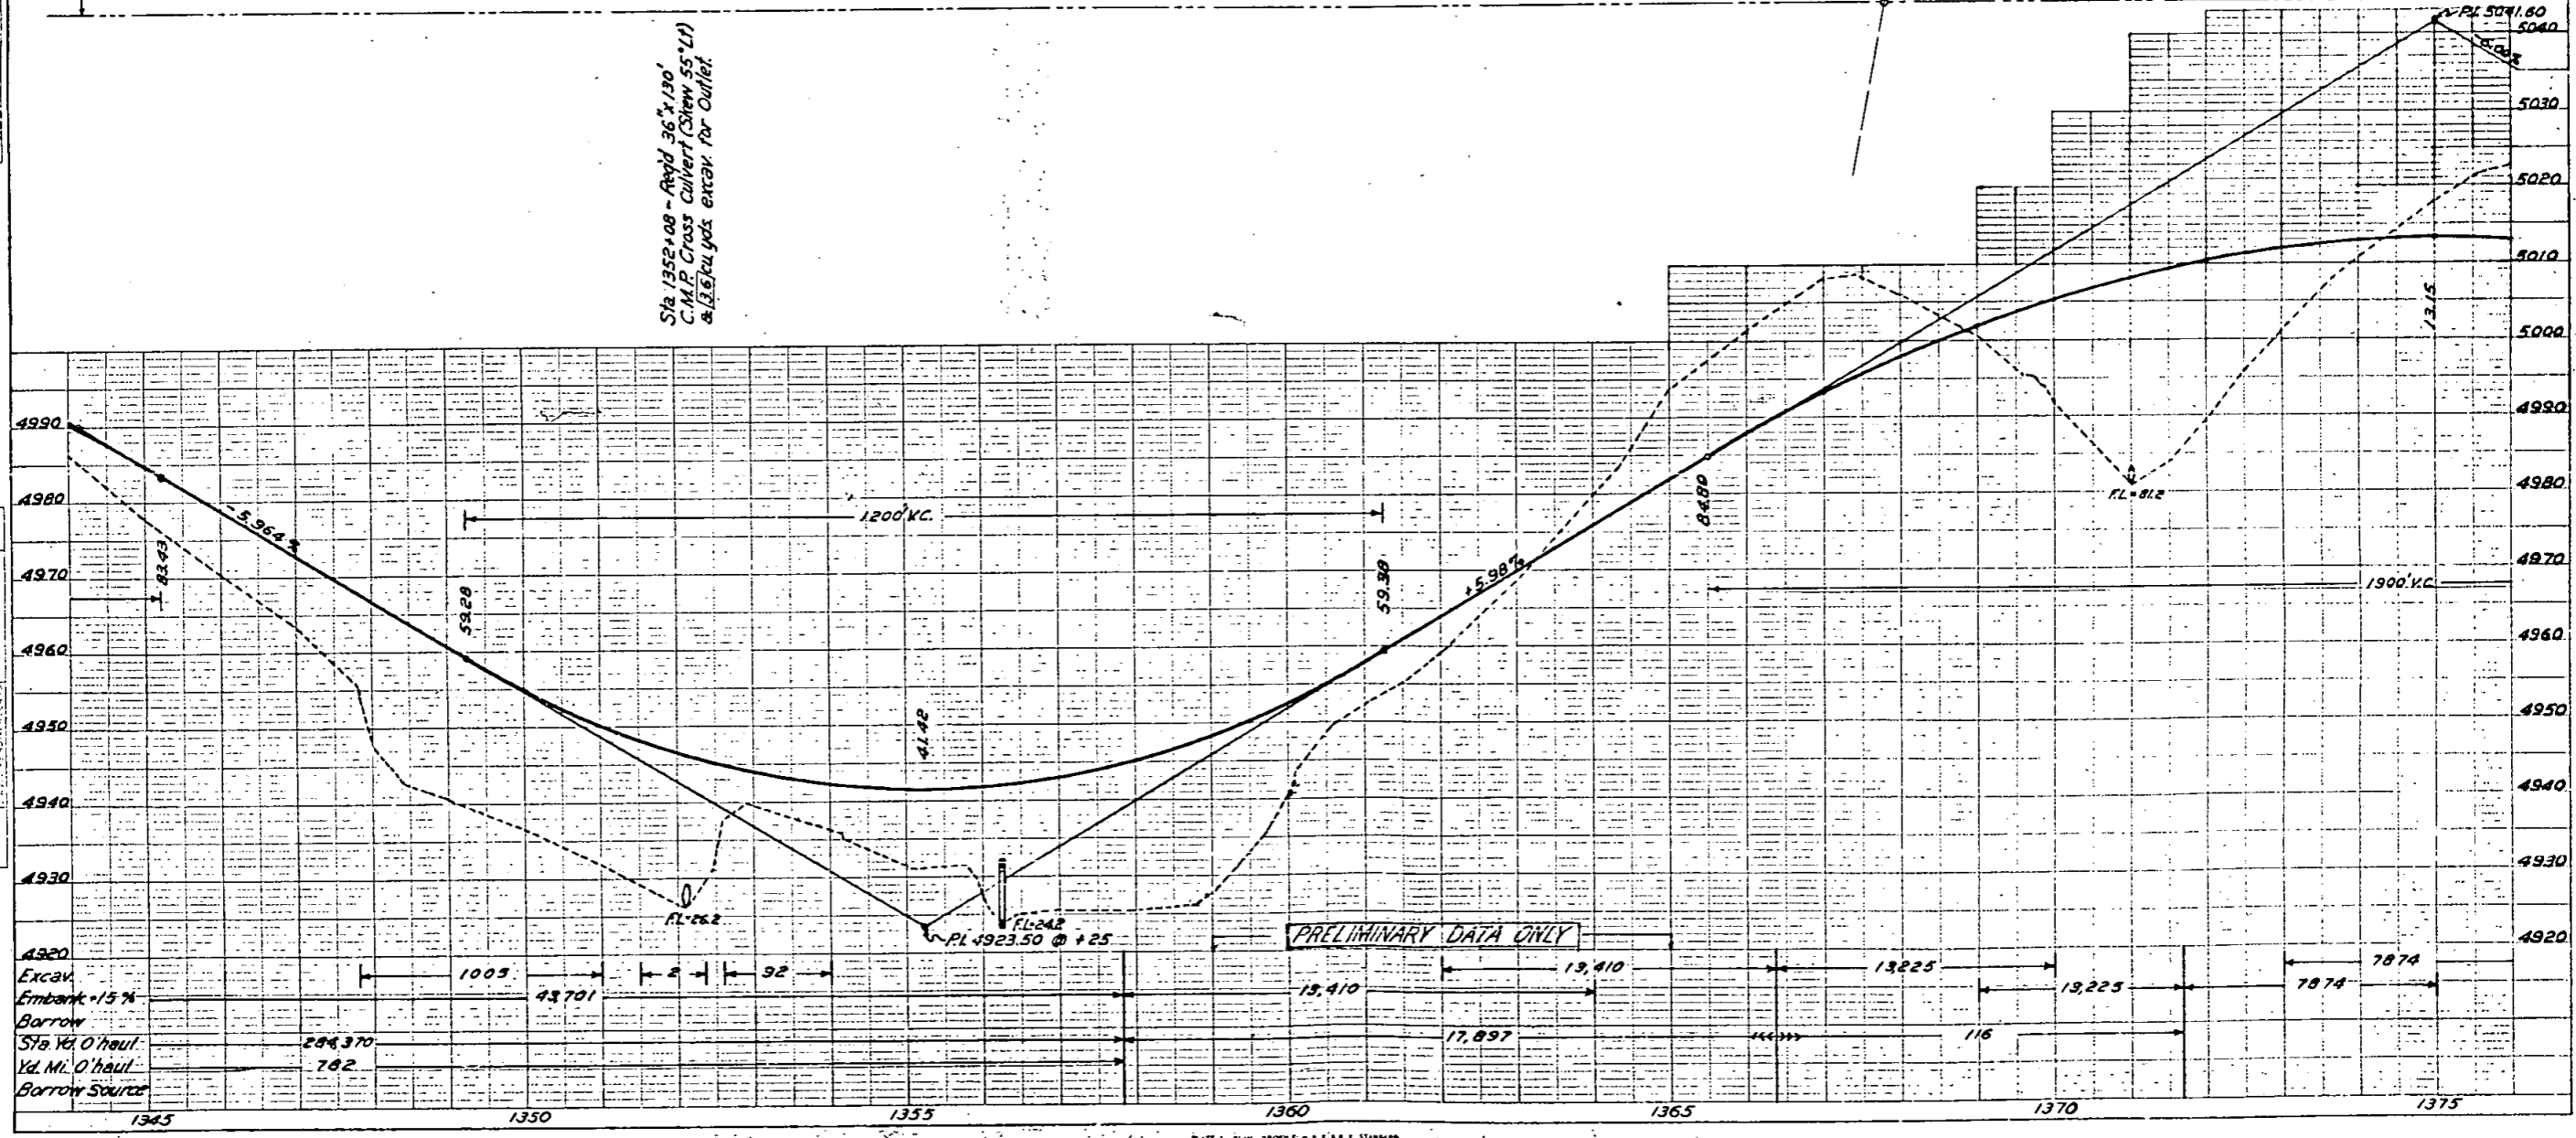 P.I. 5041.60
Sta 1352+08 - Req'd 36" x 130'
C.M.P. Cross Culvert (Skew 55° Lt)
& 3.6 cu yds. excav. for Outlet.
5040
5030
5020
5010
5000
4990
4980
4970
4960
4950
4940
4930
4920
13.15
4990
4980
4970
4960
4950
4940
4930
4920
- 5.964 %
83.43
59.28
1200' V.C.
41.42
59.38
+5.98%
84.80
F.L.=81.2
1900' V.C.
F.L.=26.2
F.L.=24.2
P.I. 4923.50 @ +25
PRELIMINARY DATA ONLY
Excav. 1005 2 92 13,410 13,225 7874
Embank.+15% 43,701 13,410 13,225 7874
Borrow
Sta. Yd. O'haul 17,897 116
Yd. Mi. O'haul 782
Borrow Source
1345 1350 1355 1360 1365 1370 1375